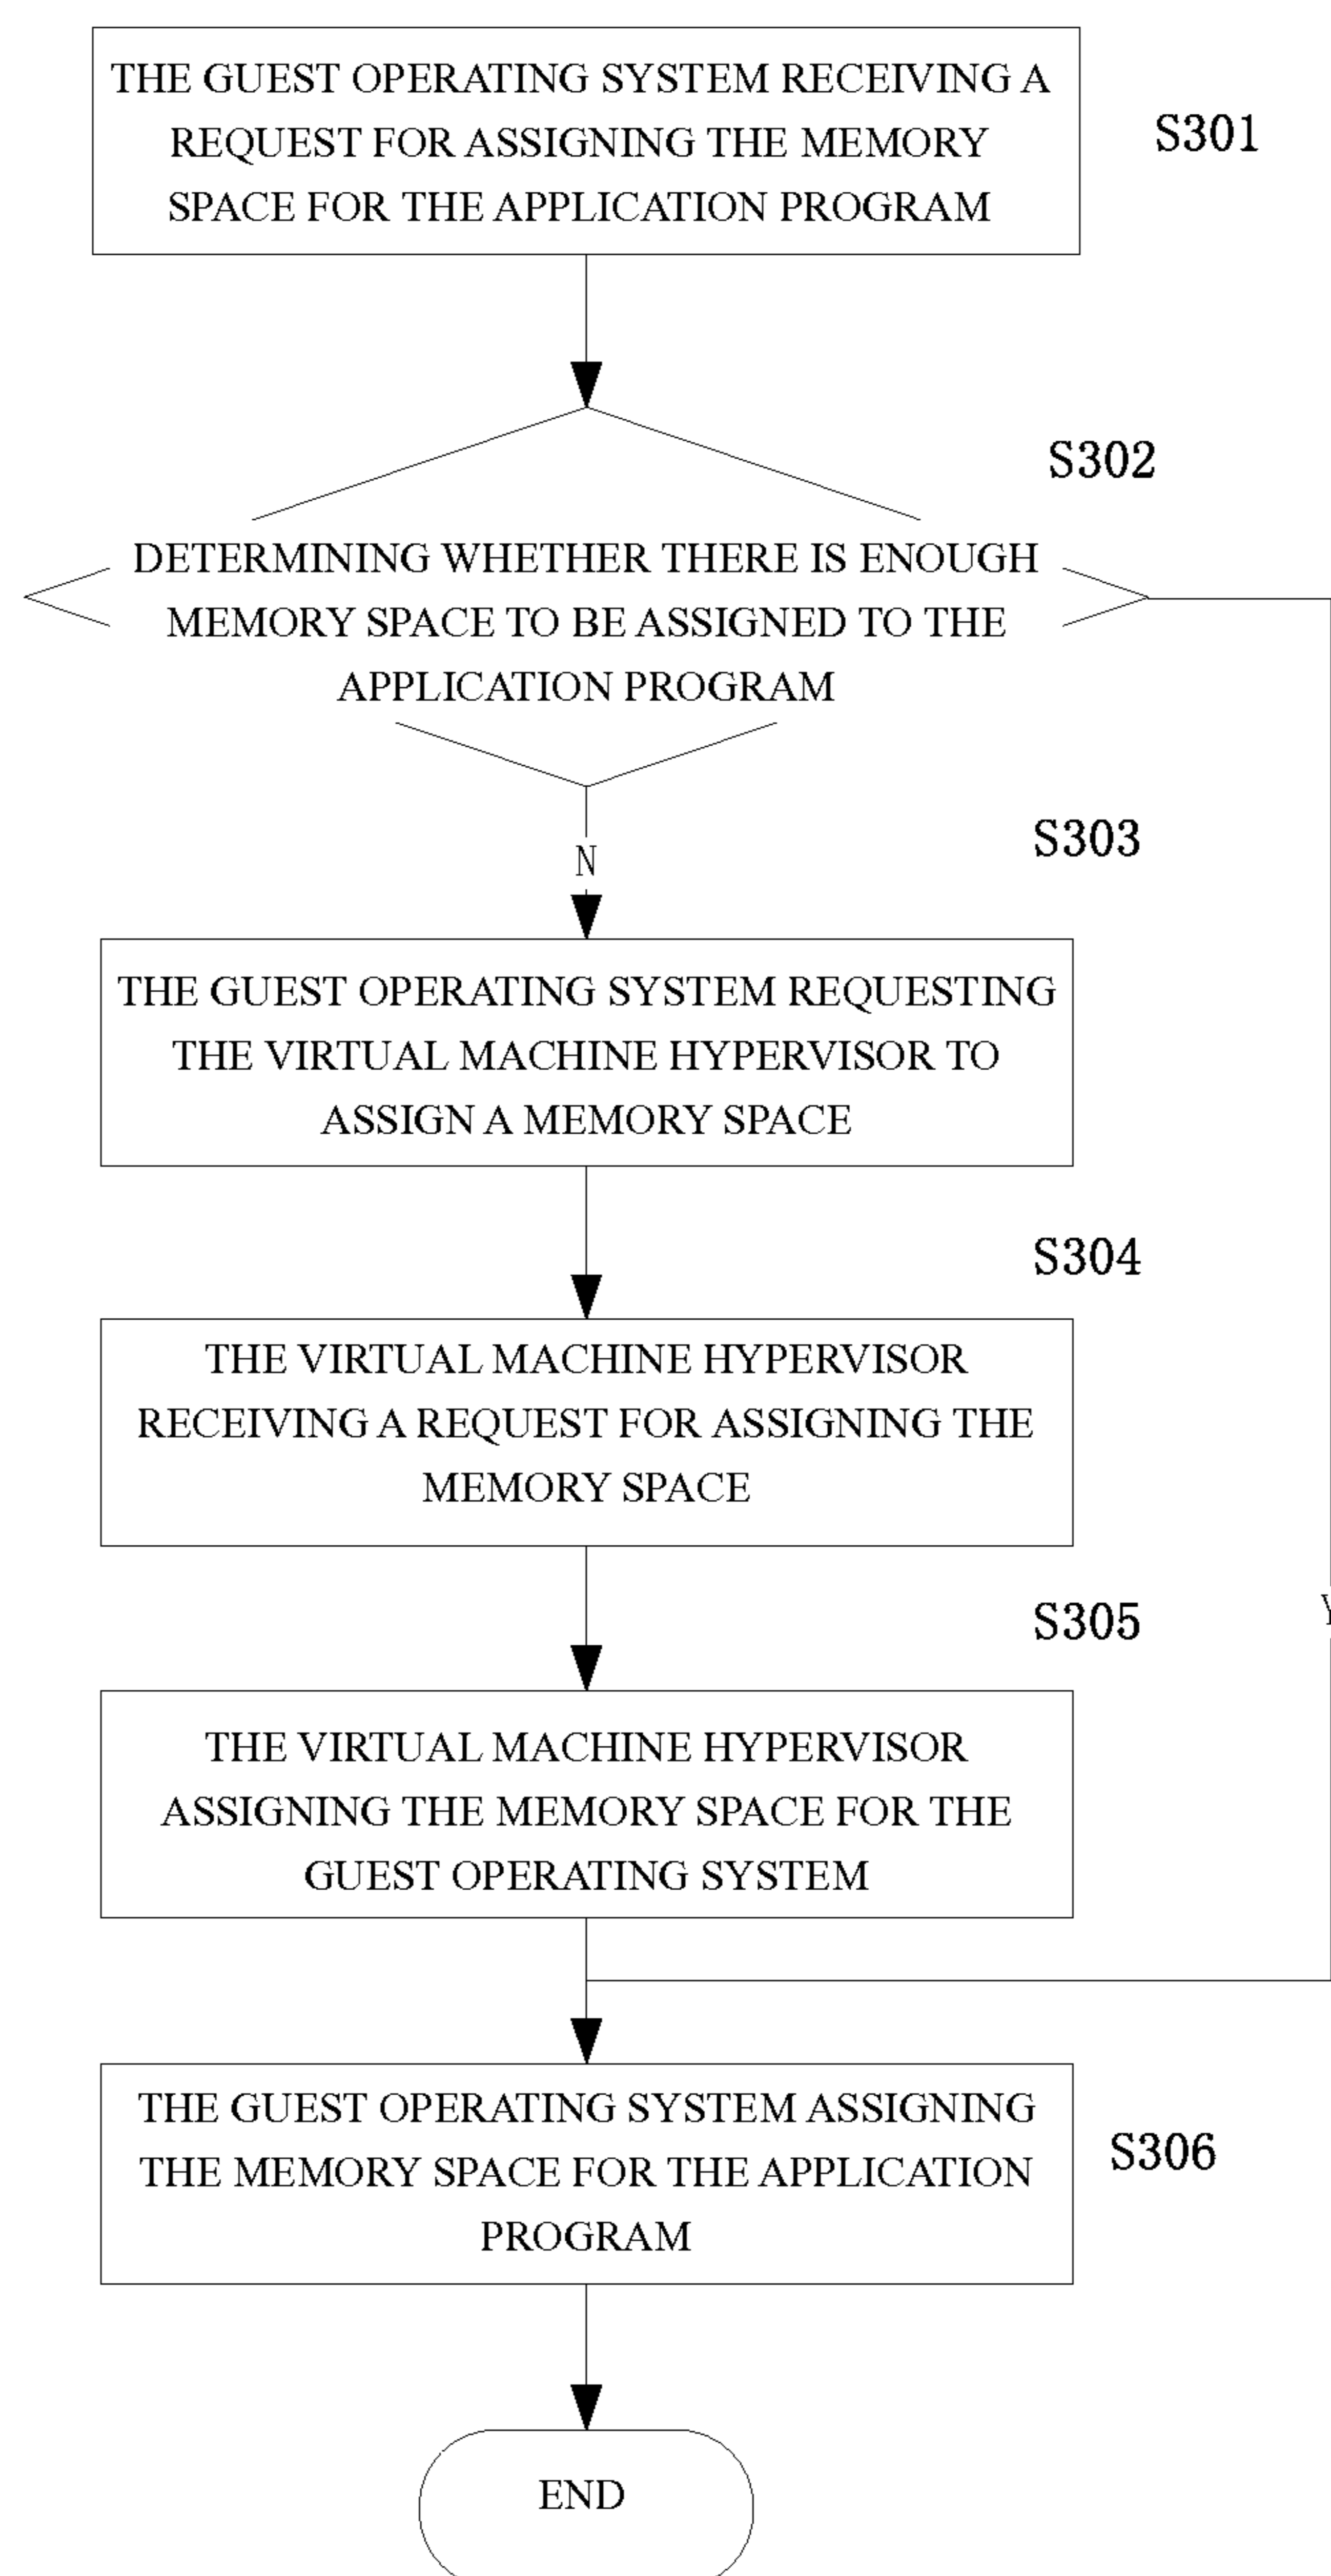 THE GUEST OPERATING SYSTEM RECEIVING A
REQUEST FOR ASSIGNING THE MEMORY
SPACE FOR THE APPLICATION PROGRAM
S301
S302
DETERMINING WHETHER THERE IS ENOUGH
MEMORY SPACE TO BE ASSIGNED TO THE
APPLICATION PROGRAM
S303
N
THE GUEST OPERATING SYSTEM REQUESTING
THE VIRTUAL MACHINE HYPERVISOR TO
ASSIGN A MEMORY SPACE
S304
THE VIRTUAL MACHINE HYPERVISOR
RECEIVING A REQUEST FOR ASSIGNING THE
MEMORY SPACE
Y
S305
THE VIRTUAL MACHINE HYPERVISOR
ASSIGNING THE MEMORY SPACE FOR THE
GUEST OPERATING SYSTEM
THE GUEST OPERATING SYSTEM ASSIGNING
THE MEMORY SPACE FOR THE APPLICATION
PROGRAM
S306
END